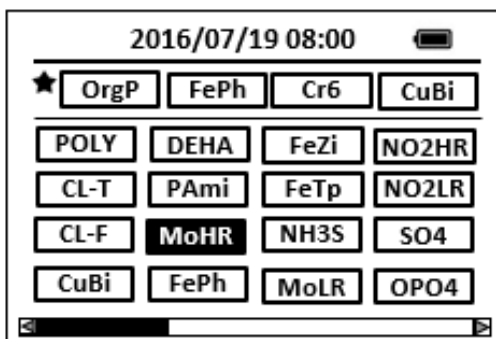 2016/07/19 08:00
OrgP FePh Cr6 CuBi
POLY DEHA FeZi NO2HR
CL-T PAmi FeTp NO2LR
CL-F MoHR NH3S SO4
CuBi FePh MoLR OPO4